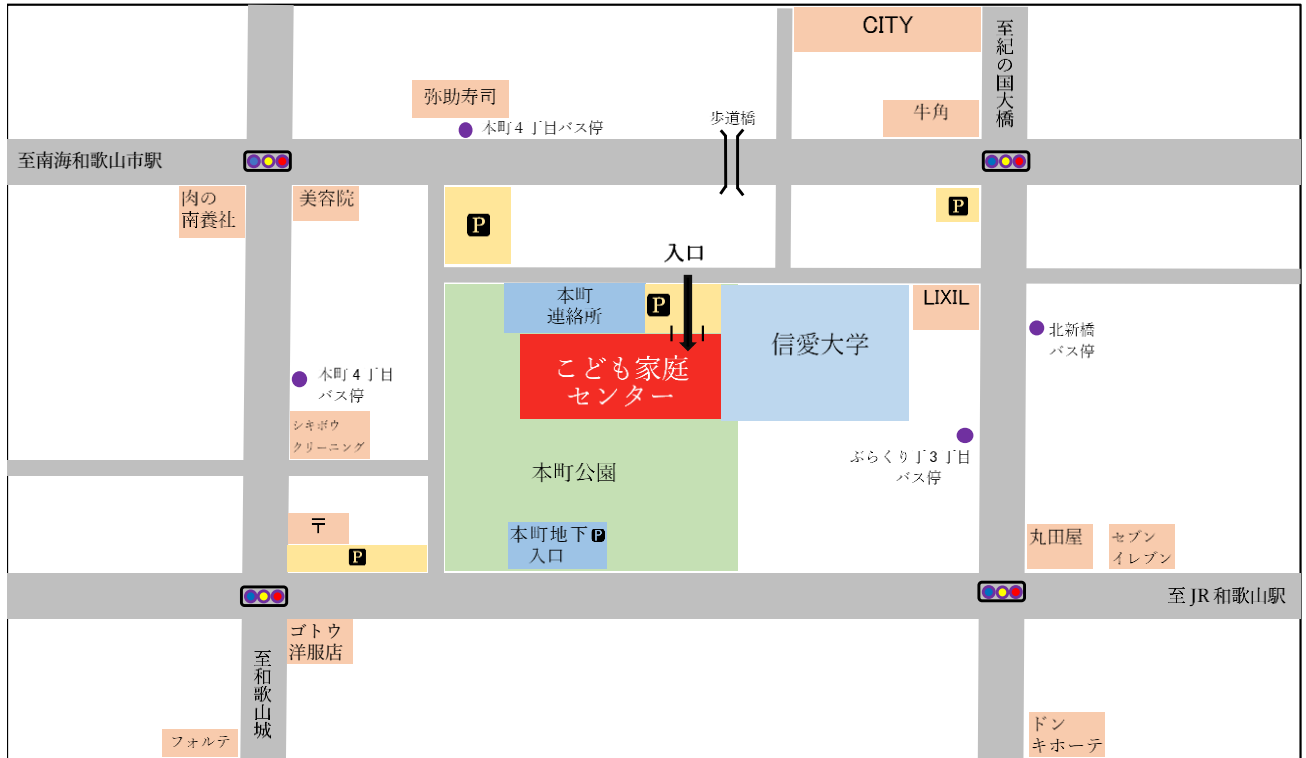 CITY
至紀の国大橋
弥助寿司
牛角
歩道橋
本町4丁目バス停
至南海和歌山市駅
肉の
南養社
美容院
P
P
入口
本町
連絡所
P
LIXIL
信愛大学
北新橋
バス停
こども家庭
センター
本町4丁目
バス停
シキボウ
クリーニング
ぶらくり丁3丁目
バス停
本町公園
〒
本町地下P
入口
丸田屋
セブン
イレブン
P
至JR和歌山駅
ゴトウ
洋服店
至和歌山城
フォルテ
ドン
キホーテ